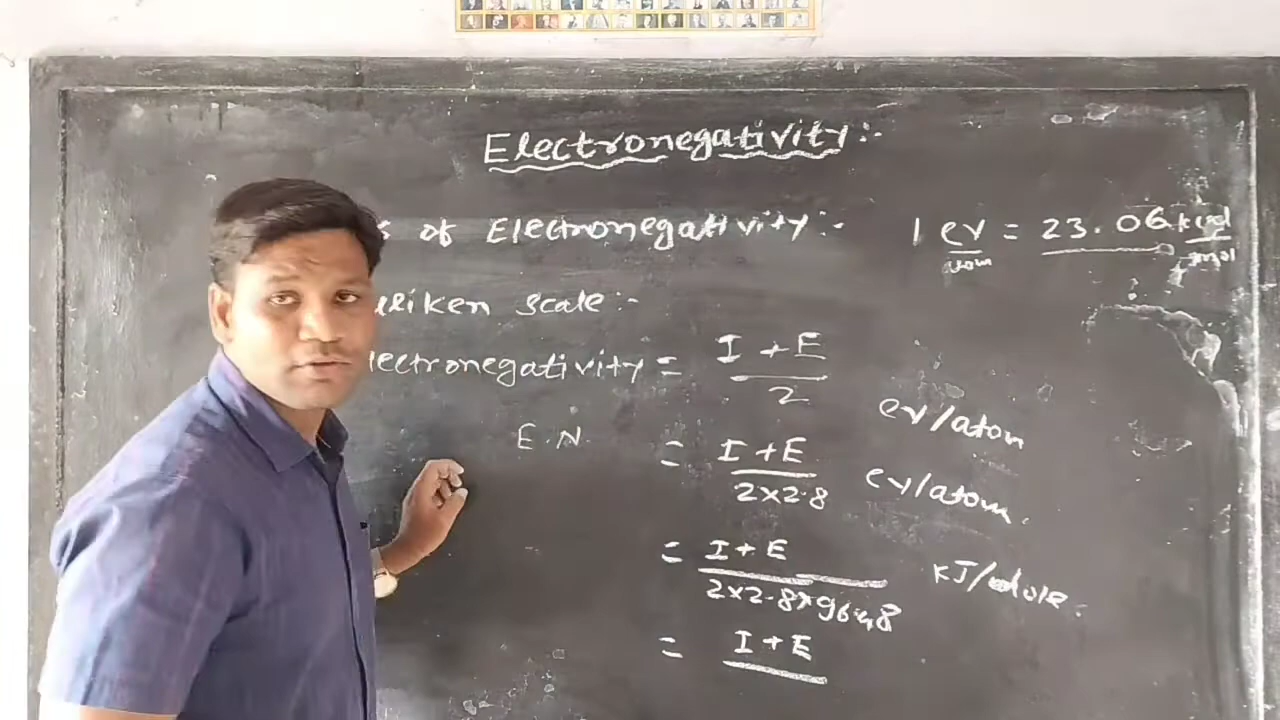 Electronegativity:-
s of Electronegativity:-
1 ev/atom = 23.06 kcal/mol
lliken scale:-
lectronegativity = I + E / 2
ev/atom
E.N. = I + E / 2×2.8
ev/atom.
= I + E / 2×2.8×96.48
kJ/mole.
= I + E